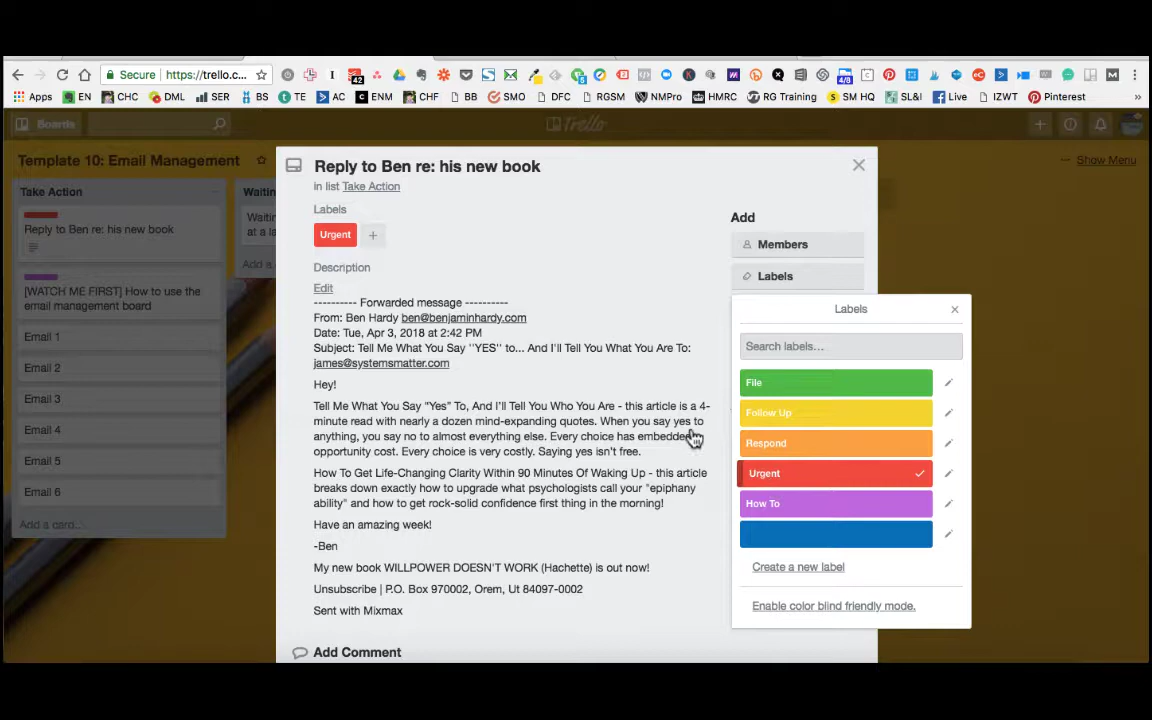 Secure
https://trello.c...
42
6
4/8
Apps
EN
CHC
DML
SER
BS
TE
AC
ENM
CHF
BB
SMO
DFC
RGSM
NMPro
HMRC
RG Training
SM HQ
SL&I
Live
IZWT
Pinterest
»
Boards
Trello
Template 10: Email Management
··· Show Menu
Take Action
Reply to Ben re: his new book
[WATCH ME FIRST] How to use the
email management board
Email 1
Email 2
Email 3
Email 4
Email 5
Email 6
Add a card...
Waitin
Waiti
at a la
Add a
Reply to Ben re: his new book
in list Take Action
Labels
Urgent
+
Description
Edit
---------- Forwarded message ----------
From: Ben Hardy ben@benjaminhardy.com
Date: Tue, Apr 3, 2018 at 2:42 PM
Subject: Tell Me What You Say ''YES'' to... And I'll Tell You What You Are To:
james@systemsmatter.com
Hey!
Tell Me What You Say “Yes” To, And I'll Tell You Who You Are - this article is a 4-
minute read with nearly a dozen mind-expanding quotes. When you say yes to
anything, you say no to almost everything else. Every choice has embedded
opportunity cost. Every choice is very costly. Saying yes isn't free.
How To Get Life-Changing Clarity Within 90 Minutes Of Waking Up - this article
breaks down exactly how to upgrade what psychologists call your "epiphany
ability" and how to get rock-solid confidence first thing in the morning!
Have an amazing week!
-Ben
My new book WILLPOWER DOESN'T WORK (Hachette) is out now!
Unsubscribe | P.O. Box 970002, Orem, Ut 84097-0002
Sent with Mixmax
Add Comment
Add
Members
Labels
Labels
Search labels...
File
Follow Up
Respond
Urgent
How To
Create a new label
Enable color blind friendly mode.